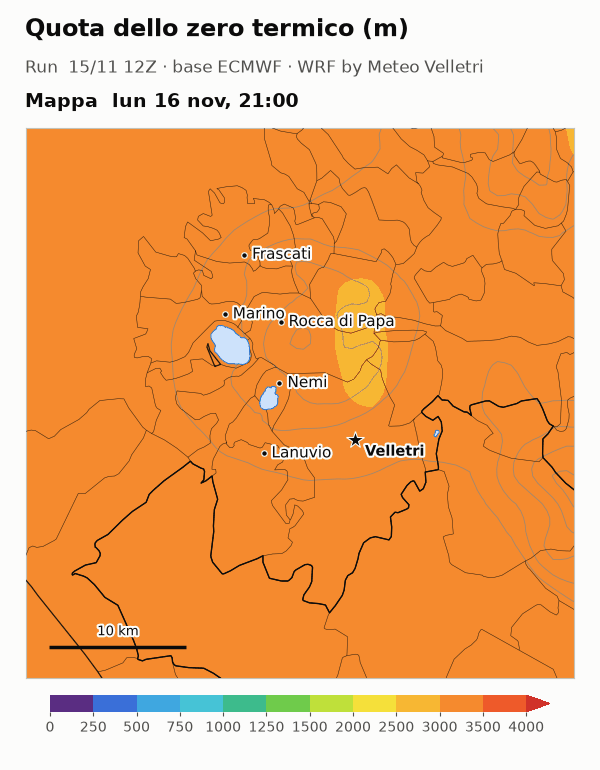 Quota dello zero termico (m)
Run 15/11 12Z · base ECMWF · WRF by Meteo Velletri
Mappa lun 16 nov, 21:00
Frascati
Marino
Rocca di Papa
Nemi
Velletri
Lanuvio
10 km
0 250 500 750 1000 1250 1500 2000 2500 3000 3500 4000